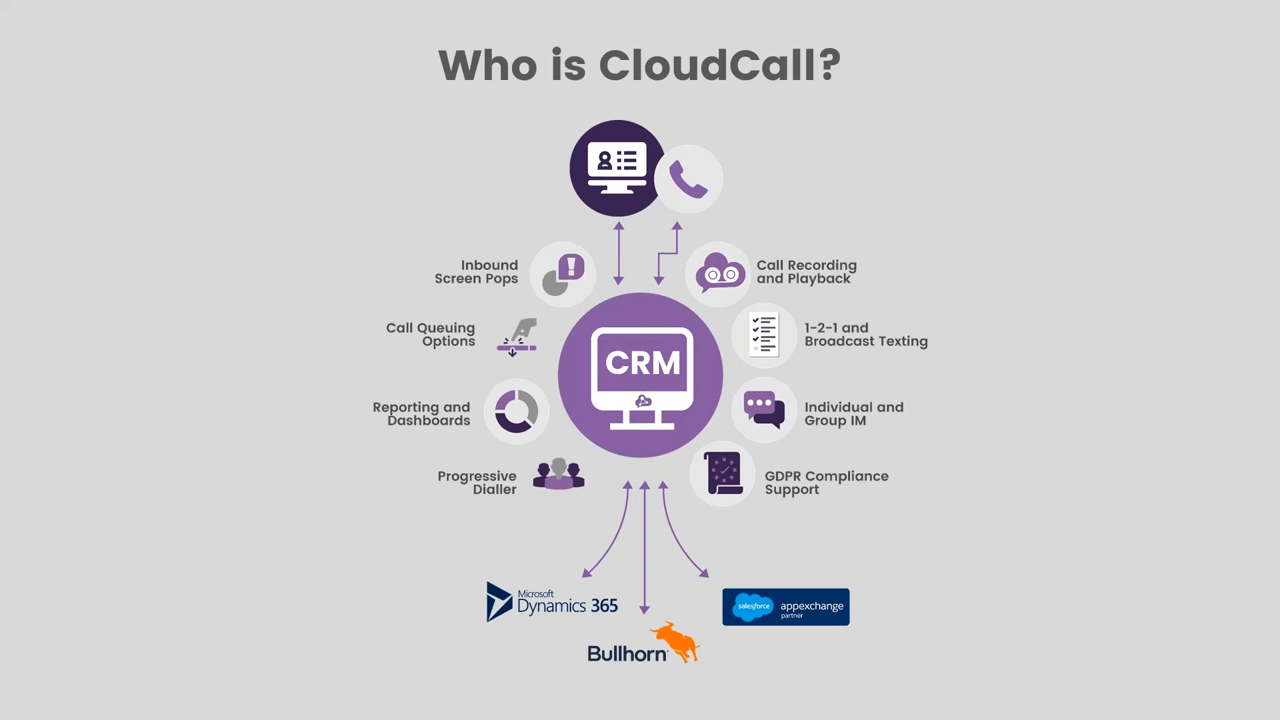 Who is CloudCall?
Inbound
Screen Pops
Call Recording
and Playback
Call Queuing
Options
1-2-1 and
Broadcast Texting
CRM
Reporting and
Dashboards
Individual and
Group IM
Progressive
Dialler
GDPR Compliance
Support
Microsoft
Dynamics 365
salesforce
appexchange
partner
Bullhorn